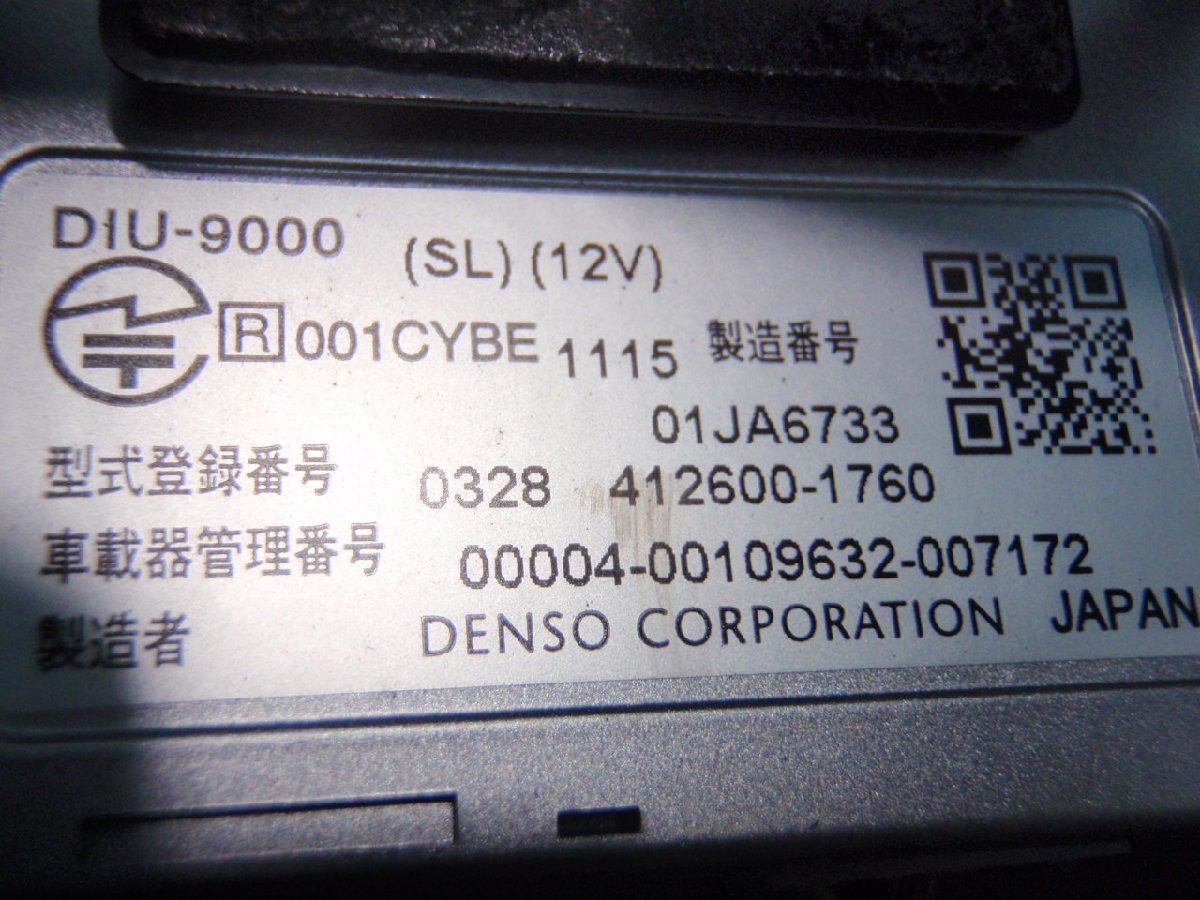 DIU-9000 (SL) (12V)
R 001CYBE 1115 製造番号
01JA6733
型式登録番号 0328 412600-1760
車載器管理番号 00004-00109632-007172
製造者 DENSO CORPORATION JAPAN